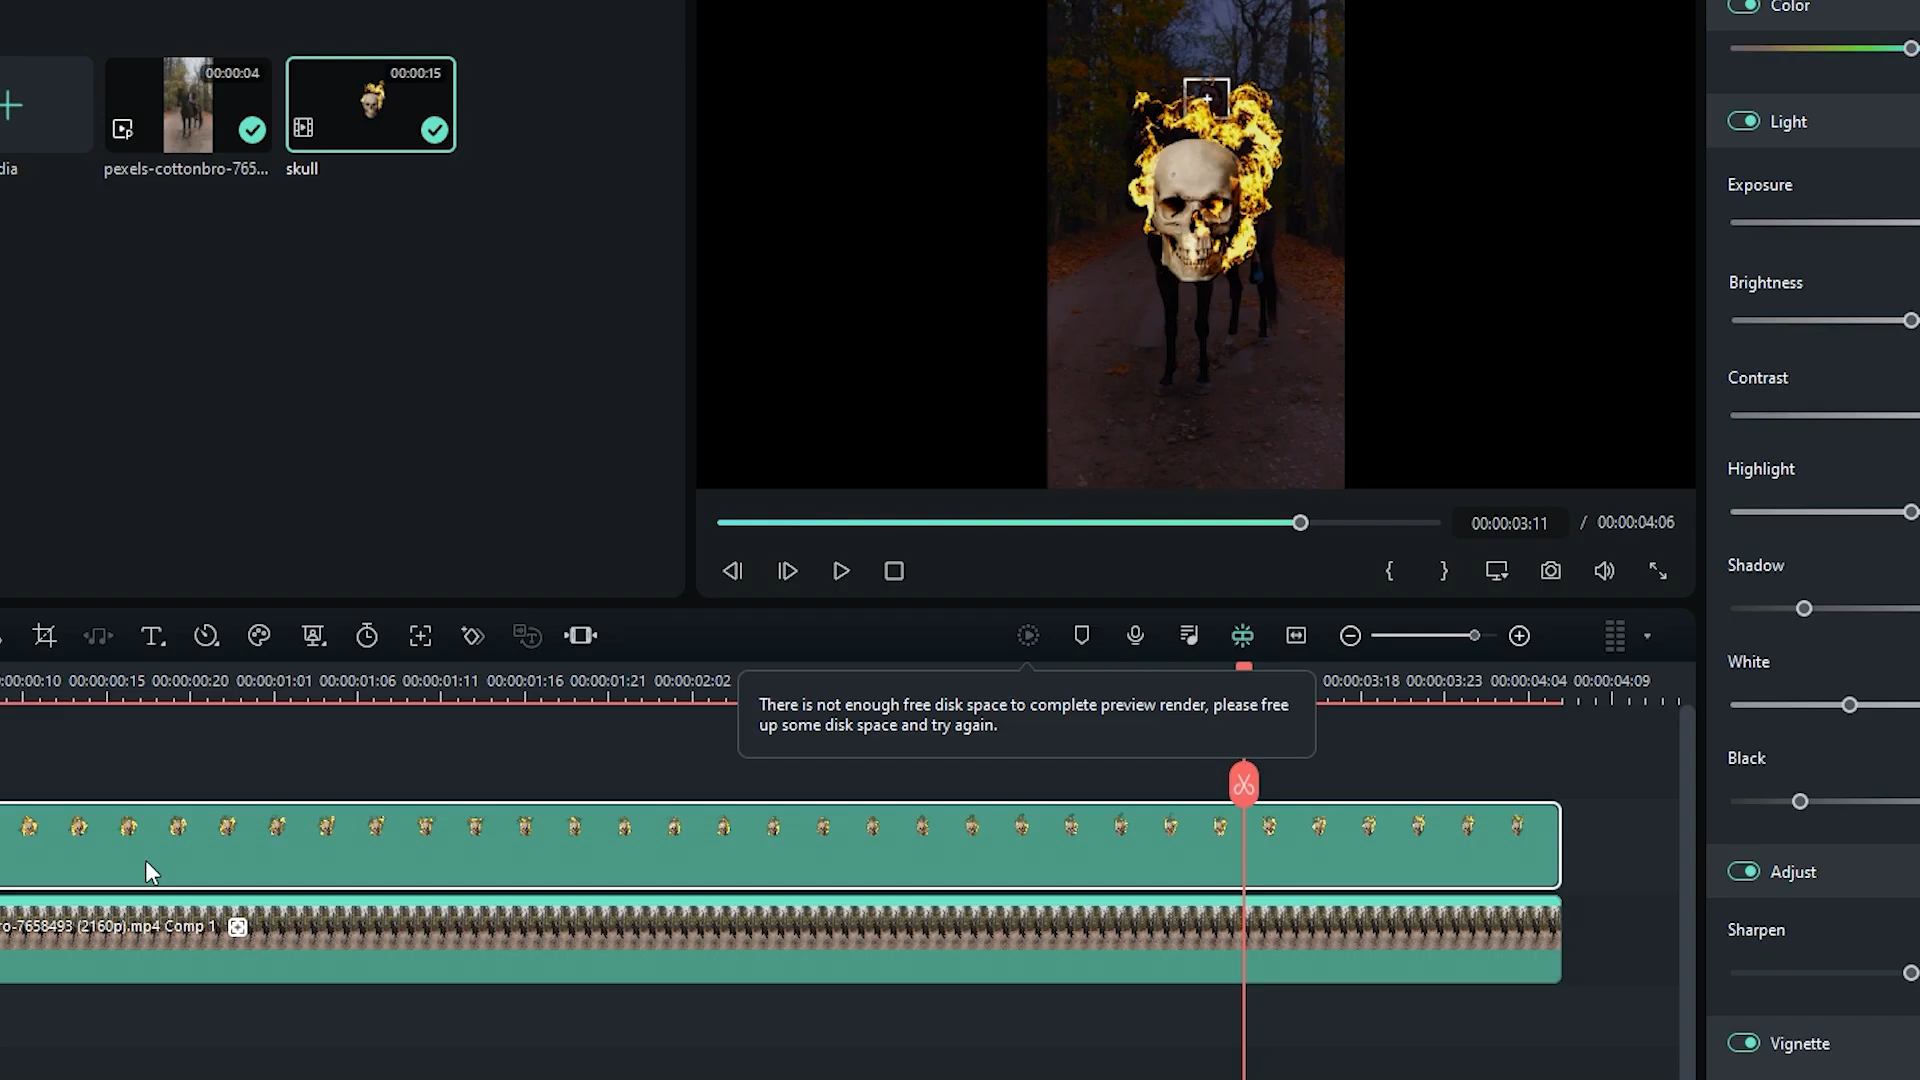 Color
00:00:04
00:00:15
Light
dia
pexels-cottonbro-765...
skull
Exposure
Brightness
Contrast
Highlight
00:00:03:11 / 00:00:04:06
Shadow
White
:00:00:10 00:00:00:15 00:00:00:20 00:00:01:01 00:00:01:06 00:00:01:11 00:00:01:16 00:00:01:21 00:00:02:02 00:00:03:18 00:00:03:23 00:00:04:04 00:00:04:09
There is not enough free disk space to complete preview render, please free
up some disk space and try again.
Black
Adjust
ro-7658493 (2160p).mp4 Comp 1
Sharpen
Vignette